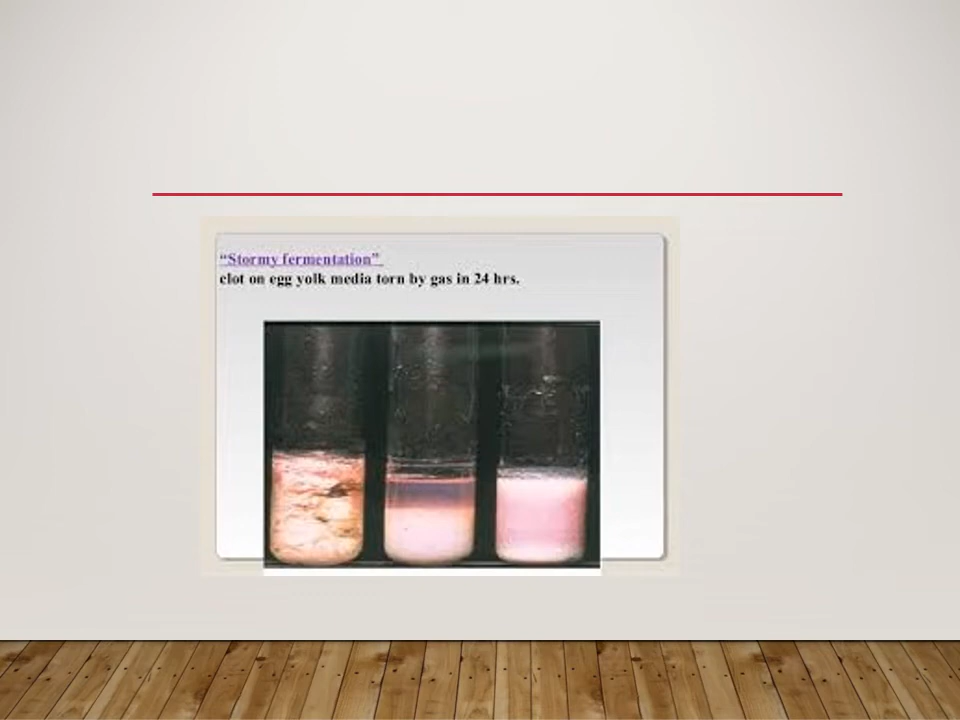 “Stormy fermentation”
clot on egg yolk media torn by gas in 24 hrs.